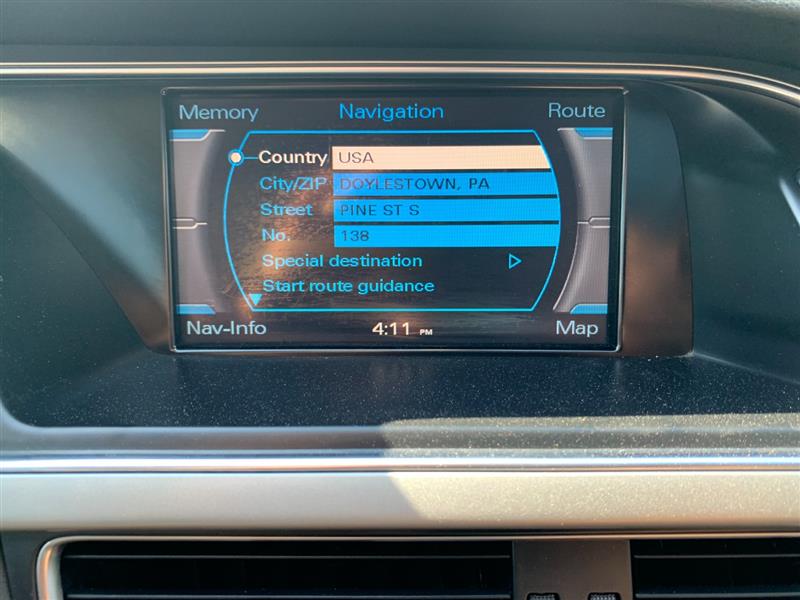 Memory Navigation Route
Country USA
City/ZIP DOYLESTOWN, PA
Street PINE ST S
No. 138
Special destination
Start route guidance
Nav-Info 4:11 PM Map